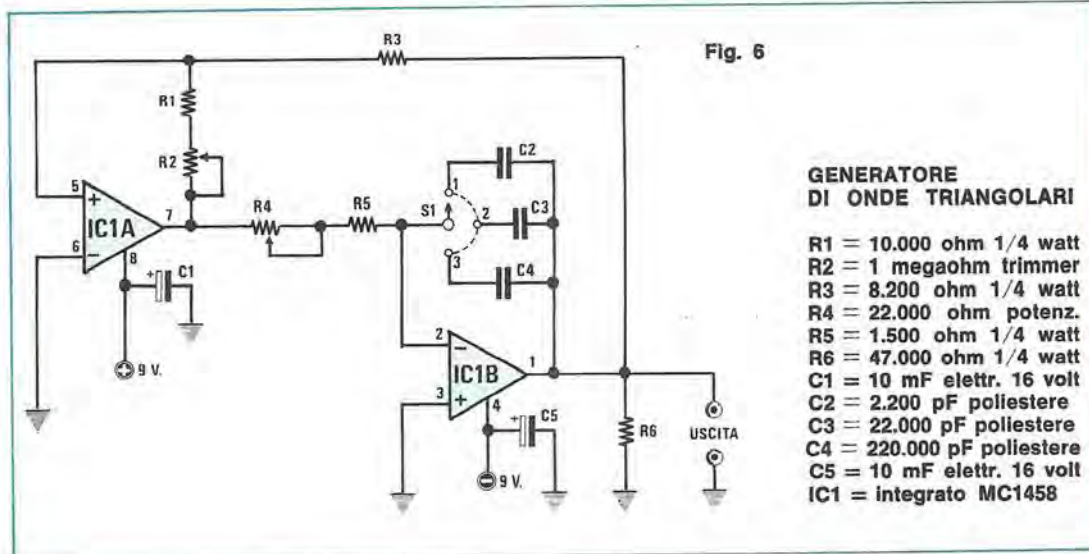 Fig. 6
R3
R1
R2
5
+
IC1A
7
6
−
8
+
C1
9 V.
R4
R5
S1
1
2
3
C2
C3
C4
2
−
IC1B
1
3
+
4
+
C5
9 V.
R6
USCITA
GENERATORE
DI ONDE TRIANGOLARI
R1 = 10.000 ohm 1/4 watt
R2 = 1 megaohm trimmer
R3 = 8.200 ohm 1/4 watt
R4 = 22.000 ohm potenz.
R5 = 1.500 ohm 1/4 watt
R6 = 47.000 ohm 1/4 watt
C1 = 10 mF elettr. 16 volt
C2 = 2.200 pF poliestere
C3 = 22.000 pF poliestere
C4 = 220.000 pF poliestere
C5 = 10 mF elettr. 16 volt
IC1 = integrato MC1458